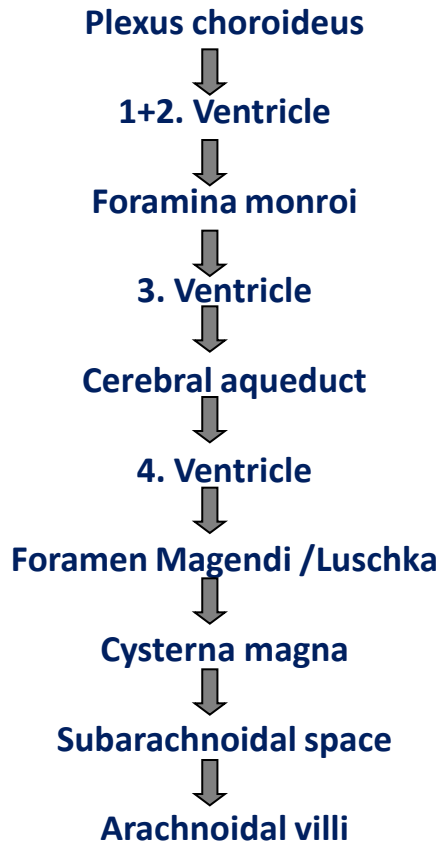 Plexus choroideus
1+2. Ventricle
Foramina monroi
3. Ventricle
Cerebral aqueduct
4. Ventricle
Foramen Magendi /Luschka
Cysterna magna
Subarachnoidal space
Arachnoidal villi